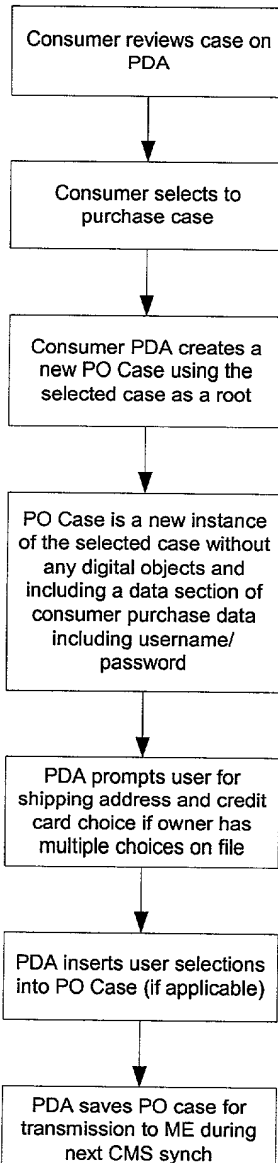 Consumer reviews case on
PDA
Consumer selects to
purchase case
Consumer PDA creates a
new PO Case using the
selected case as a root
PO Case is a new instance
of the selected case without
any digital objects and
including a data section of
consumer purchase data
including username/
password
PDA prompts user for
shipping address and credit
card choice if owner has
multiple choices on file
PDA inserts user selections
into PO Case (if applicable)
PDA saves PO case for
transmission to ME during
next CMS synch